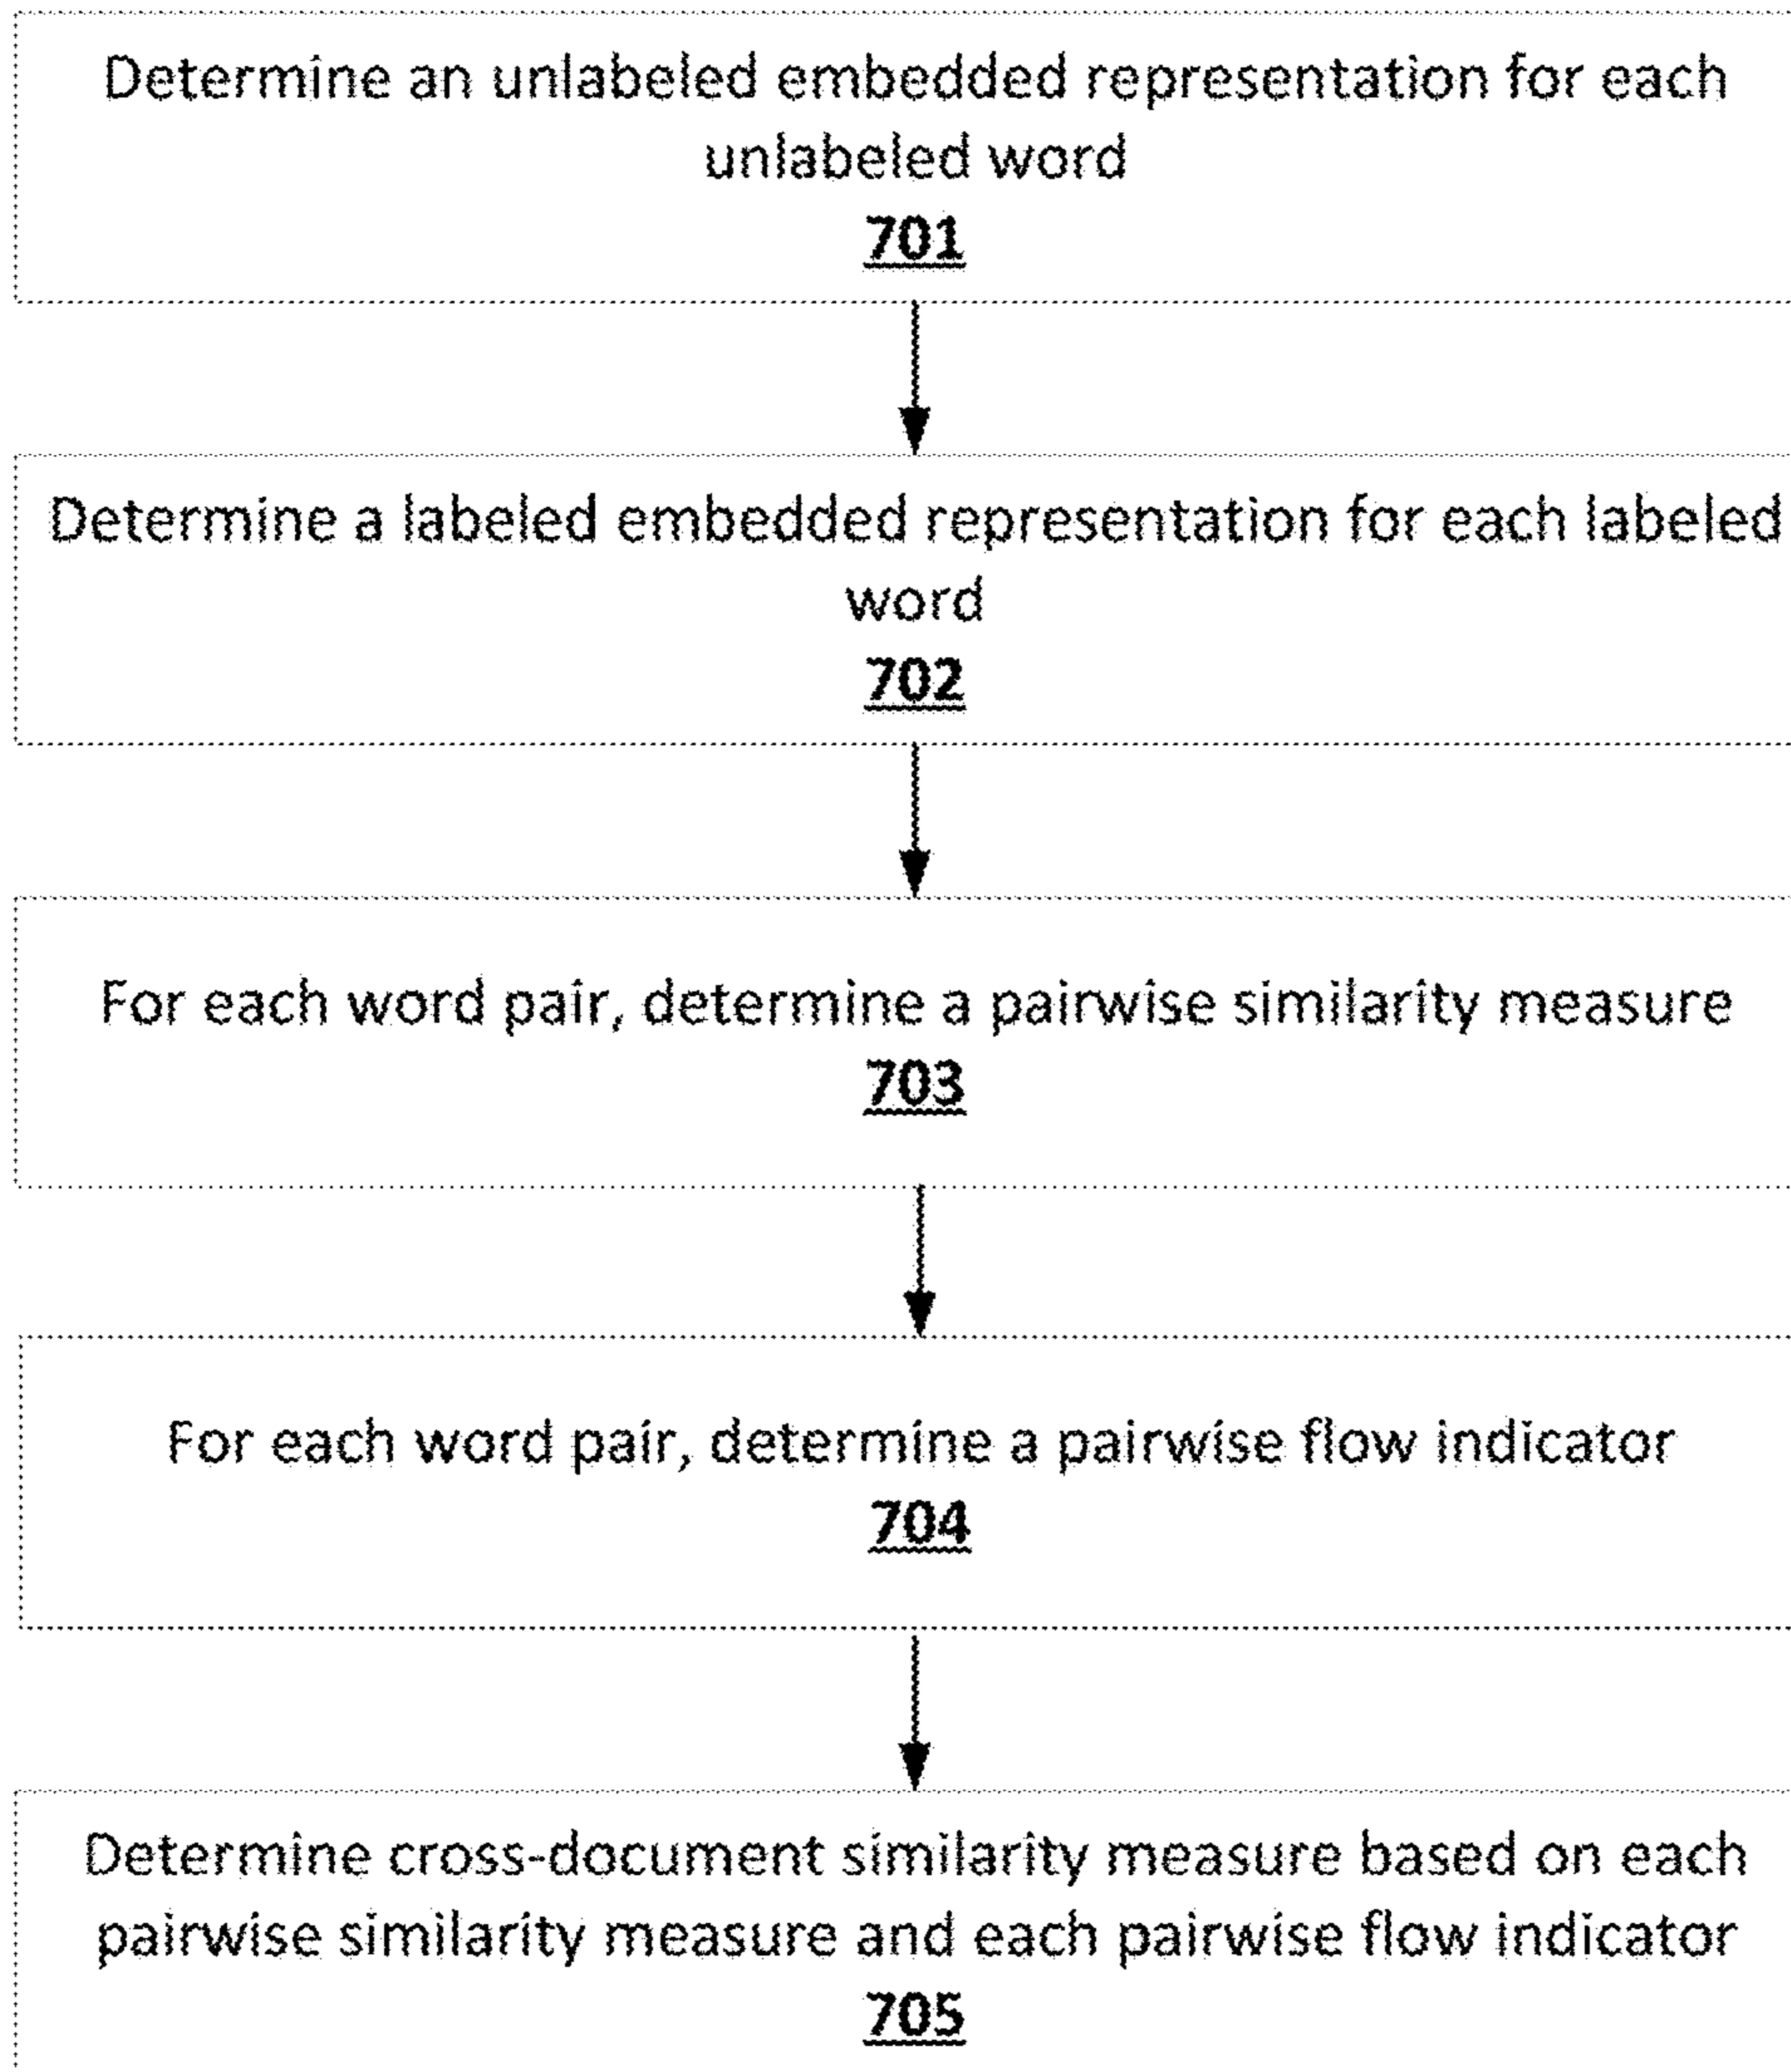 Determine an unlabeled embedded representation for each
unlabeled word
701
Determine a labeled embedded representation for each labeled
word
702
For each word pair, determine a pairwise similarity measure
703
For each word pair, determine a pairwise flow indicator
704
Determine cross-document similarity measure based on each
pairwise similarity measure and each pairwise flow indicator
705